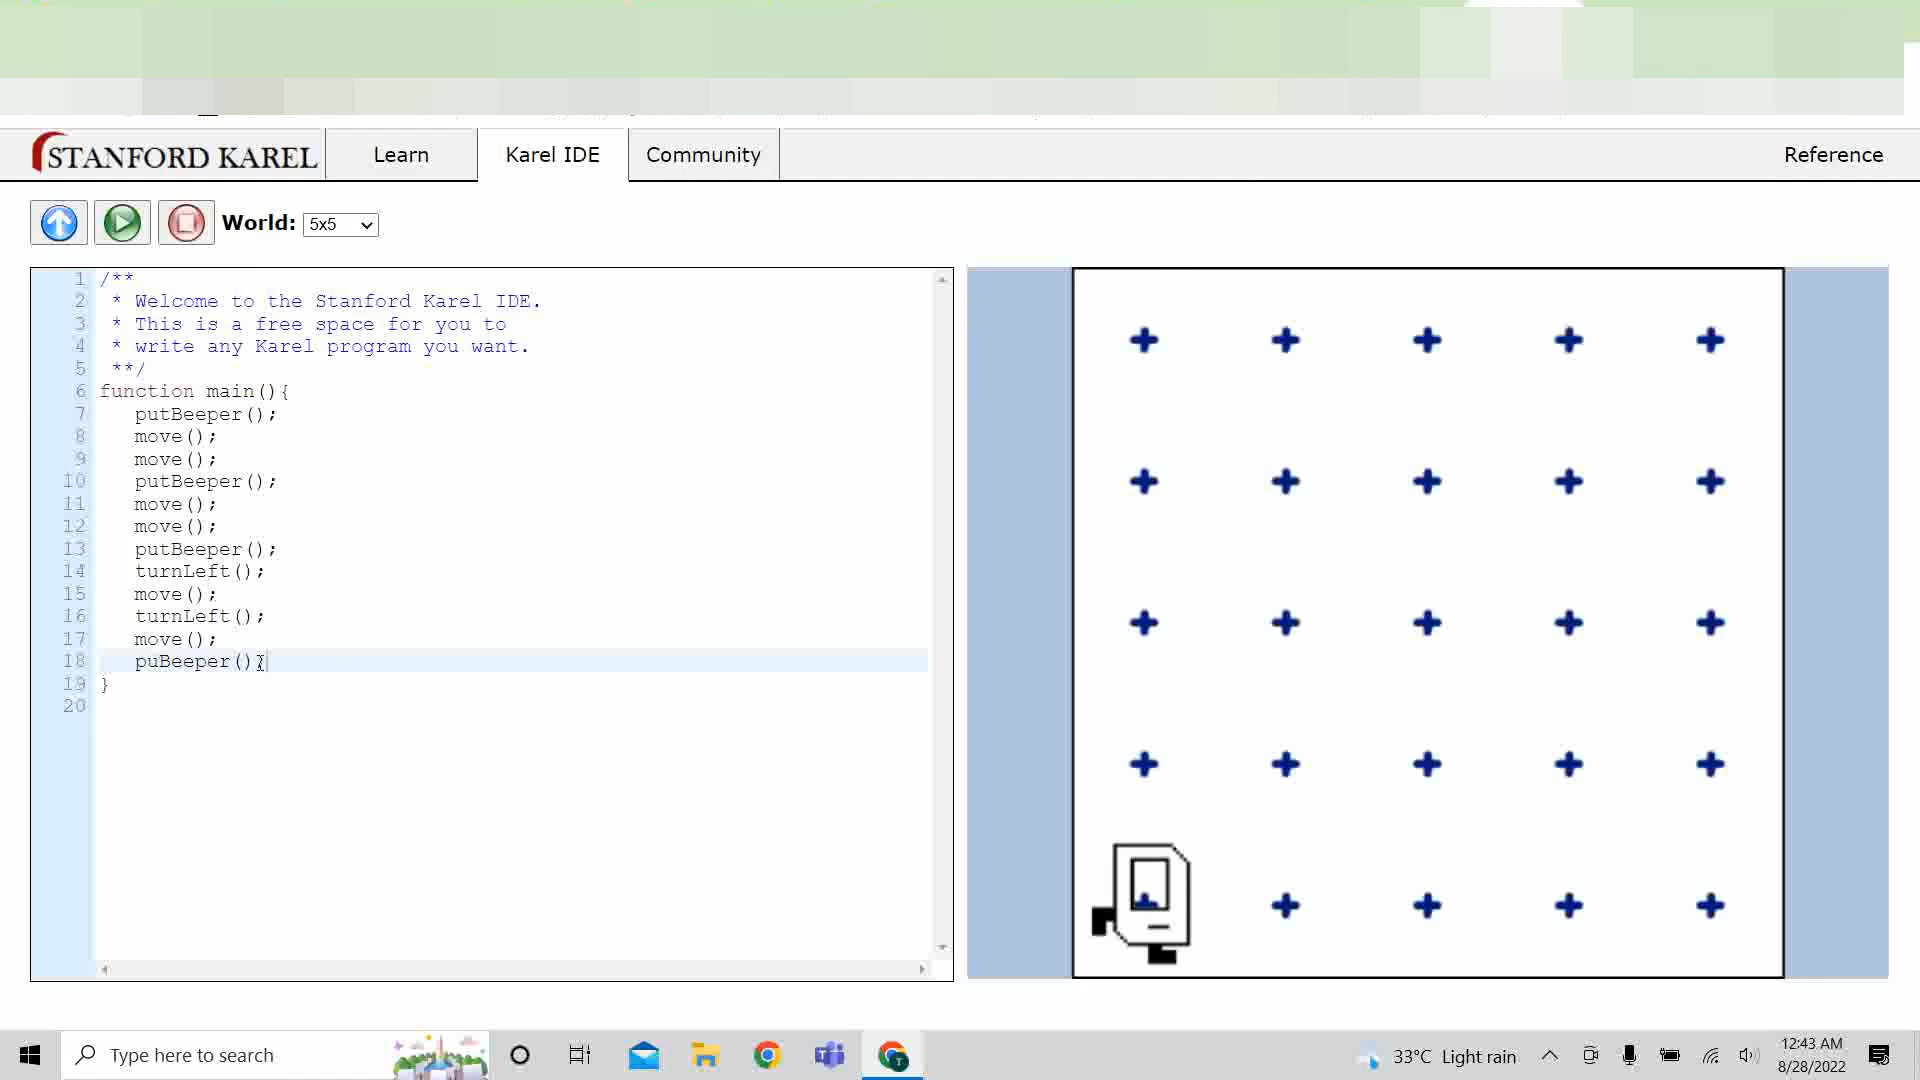 STANFORD KAREL
Learn
Karel IDE
Community
Reference
World: 5x5
1 /**
2  * Welcome to the Stanford Karel IDE.
3  * This is a free space for you to
4  * write any Karel program you want.
5  **/
6 function main(){
7    putBeeper();
8    move();
9    move();
10    putBeeper();
11    move();
12    move();
13    putBeeper();
14    turnLeft();
15    move();
16    turnLeft();
17    move();
18    puBeeper();
19 }
20
Type here to search
33°C Light rain
12:43 AM
8/28/2022